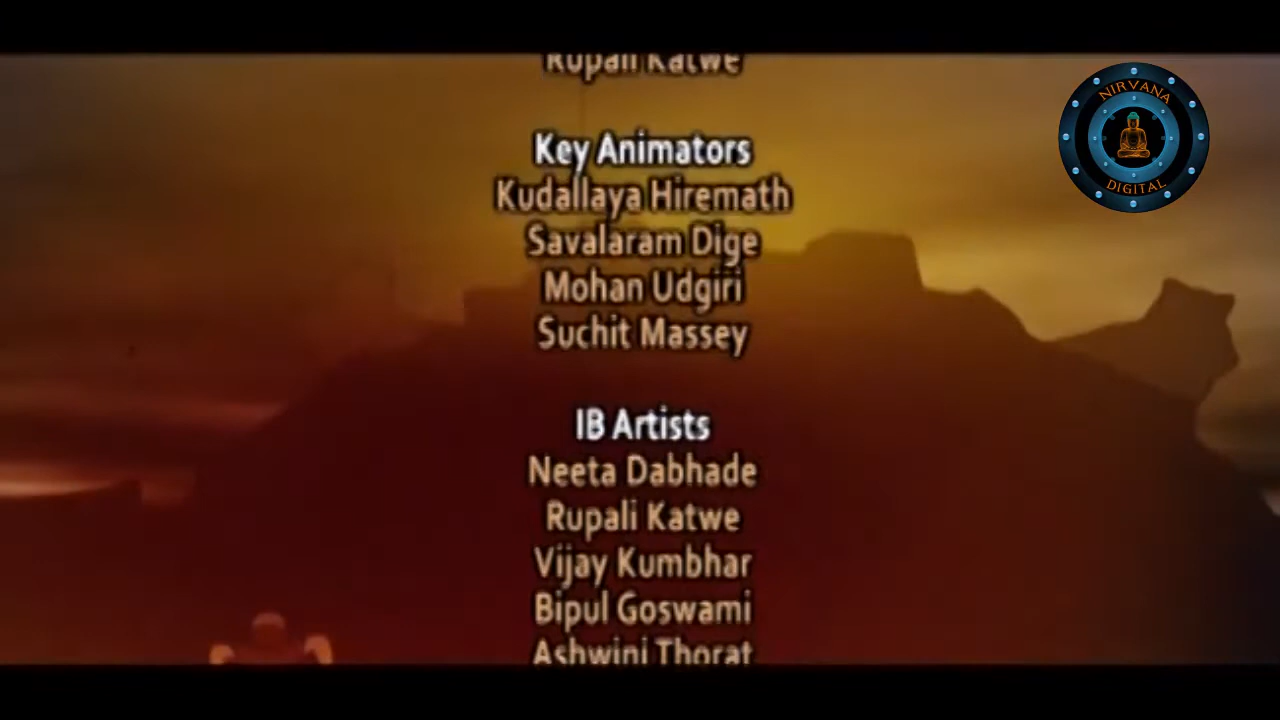 Rupali Katwe
NIRVANA
DIGITAL
Key Animators
Kudallaya Hiremath
Savalaram Dige
Mohan Udgiri
Suchit Massey
IB Artists
Neeta Dabhade
Rupali Katwe
Vijay Kumbhar
Bipul Goswami
Ashwini Thorat